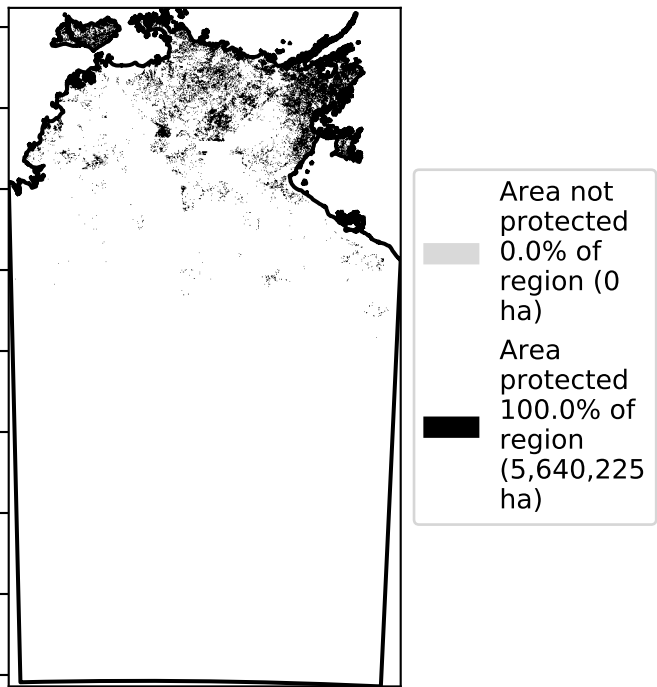 Area not
protected
0.0% of
region (0
ha)
Area
protected
100.0% of
region
(5,640,225
ha)